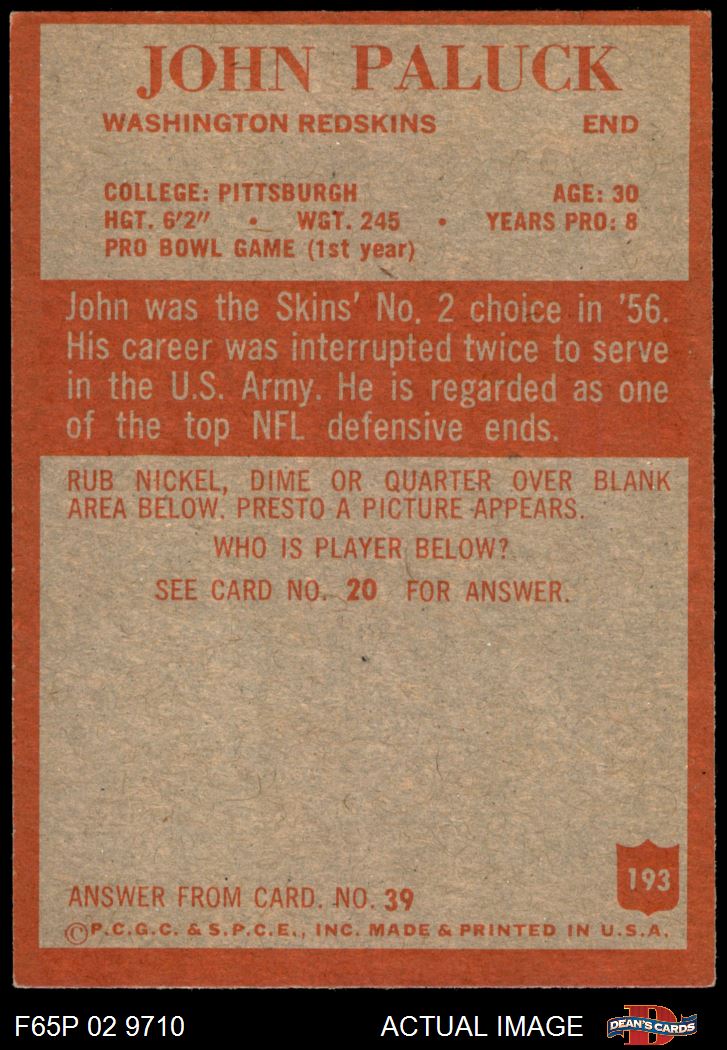 JOHN PALUCK
WASHINGTON REDSKINS END
COLLEGE: PITTSBURGH AGE: 30
HGT. 6'2" • WGT. 245 • YEARS PRO: 8
PRO BOWL GAME (1st year)
John was the Skins' No. 2 choice in '56.
His career was interrupted twice to serve
in the U.S. Army. He is regarded as one
of the top NFL defensive ends.
RUB NICKEL, DIME OR QUARTER OVER BLANK
AREA BELOW. PRESTO A PICTURE APPEARS.
WHO IS PLAYER BELOW?
SEE CARD NO. 20 FOR ANSWER.
193
ANSWER FROM CARD. NO. 39
©P.C.G.C. & S.P.C.E., INC. MADE & PRINTED IN U.S.A.
F65P 02 9710 ACTUAL IMAGE DEAN'S CARDS